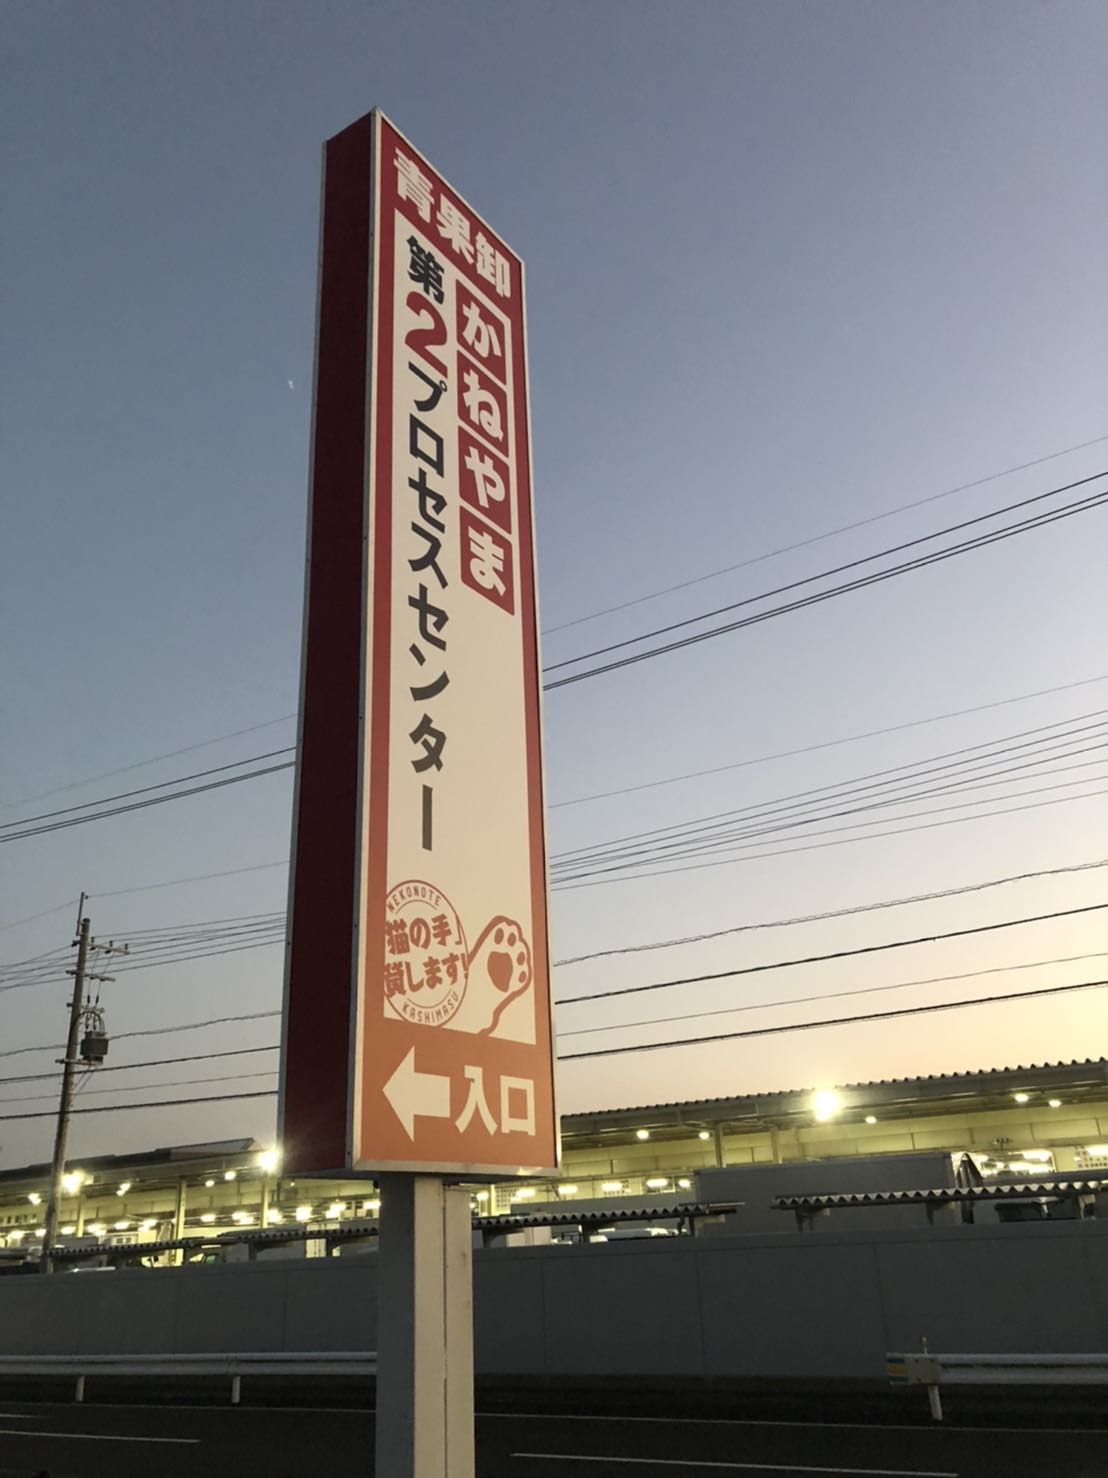 青果卸
かねやま
第2プロセスセンター
NEKONOTE
「猫の手」
貸します!
KASHIMASU
入口